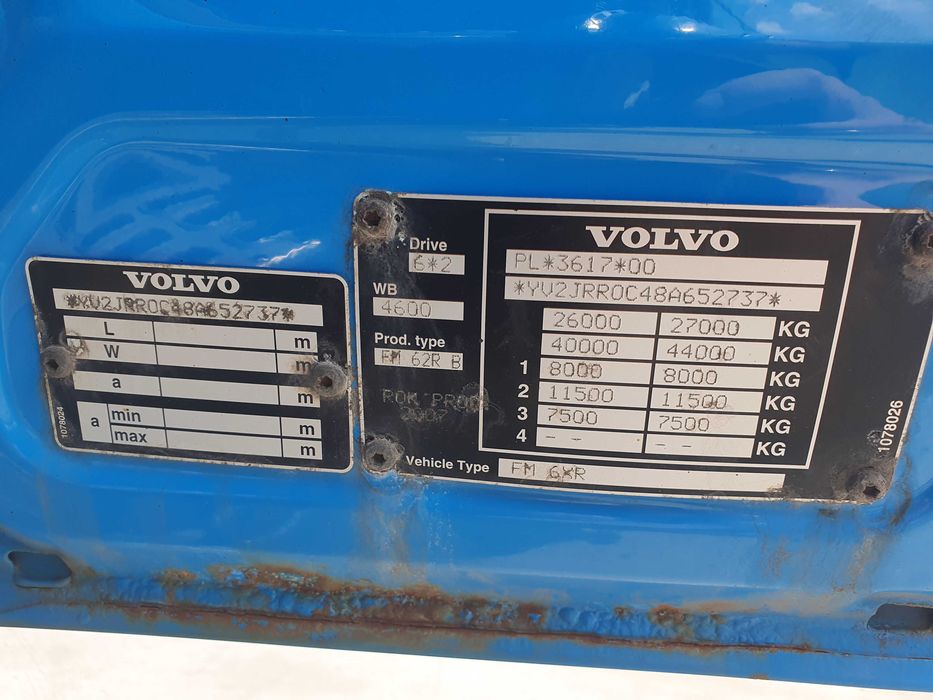 VOLVO
*YV2JRR0C48A652737*
L m
W m
a m
a min m
max m
1078024
Drive
6*2
WB
4600
Prod. type
FM 62R B
ROK PROD.
2007
Vehicle Type FM 6XR
VOLVO
PL*3617*00
*YV2JRR0C48A652737*
26000 27000 KG
40000 44000 KG
1 8000 8000 KG
2 11500 11500 KG
3 7500 7500 KG
4 -- -- KG
1078026